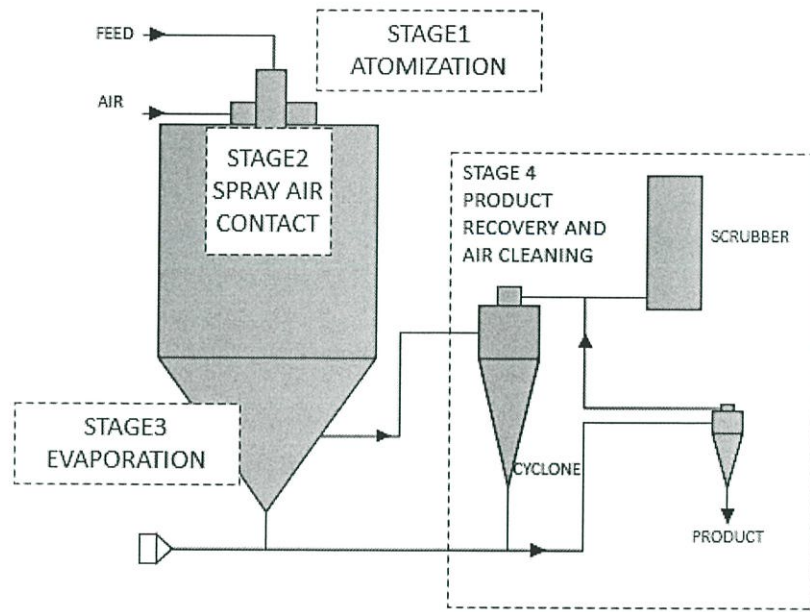 FEED
STAGE1
ATOMIZATION
AIR
STAGE2
SPRAY AIR
CONTACT
STAGE 4
PRODUCT
RECOVERY AND
AIR CLEANING
SCRUBBER
STAGE3
EVAPORATION
CYCLONE
PRODUCT